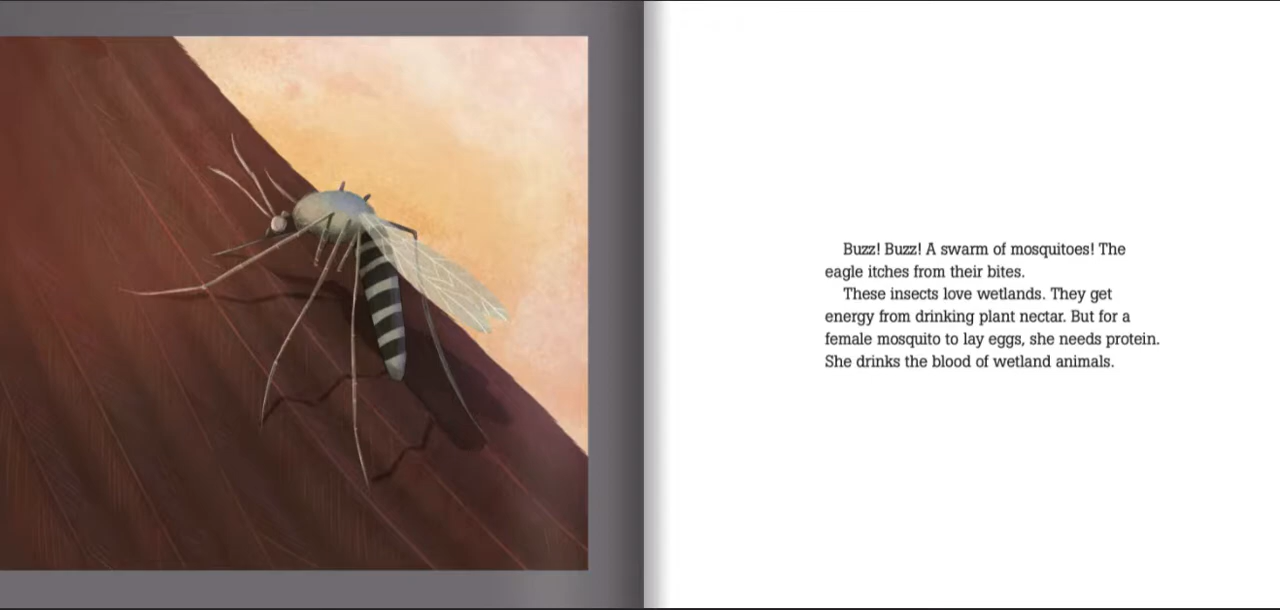 Buzz! Buzz! A swarm of mosquitoes! The
eagle itches from their bites.
These insects love wetlands. They get
energy from drinking plant nectar. But for a
female mosquito to lay eggs, she needs protein.
She drinks the blood of wetland animals.